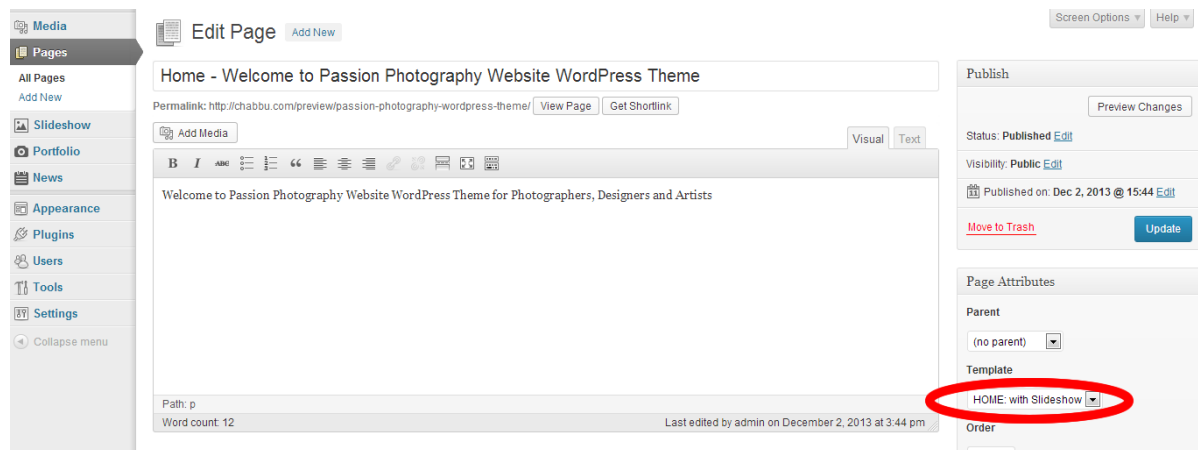 Media
Pages
All Pages
Add New
Slideshow
Portfolio
News
Appearance
Plugins
Users
Tools
Settings
Collapse menu
Screen Options
Help
Edit Page
Add New
Home - Welcome to Passion Photography Website WordPress Theme
Permalink: http://chabbu.com/preview/passion-photography-wordpress-theme/ View Page Get Shortlink
Add Media
Visual Text
B I ABC
Welcome to Passion Photography Website WordPress Theme for Photographers, Designers and Artists
Path: p
Word count: 12
Last edited by admin on December 2, 2013 at 3:44 pm
Publish
Preview Changes
Status: Published Edit
Visibility: Public Edit
Published on: Dec 2, 2013 @ 15:44 Edit
Move to Trash
Update
Page Attributes
Parent
(no parent)
Template
HOME: with Slideshow
Order